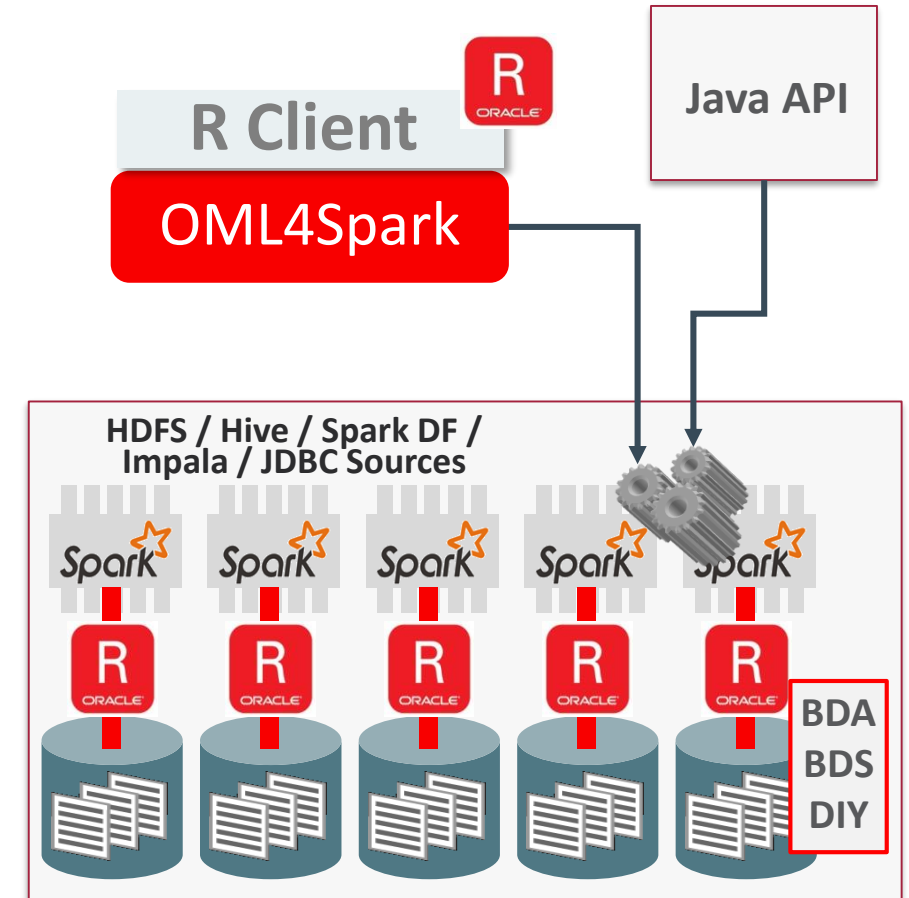 R
ORACLE
Java API
R Client
OML4Spark
HDFS / Hive / Spark DF /
Impala / JDBC Sources
Spark
Spark
Spark
Spark
Spark
R
ORACLE
R
ORACLE
R
ORACLE
R
ORACLE
R
ORACLE
BDA
BDS
DIY